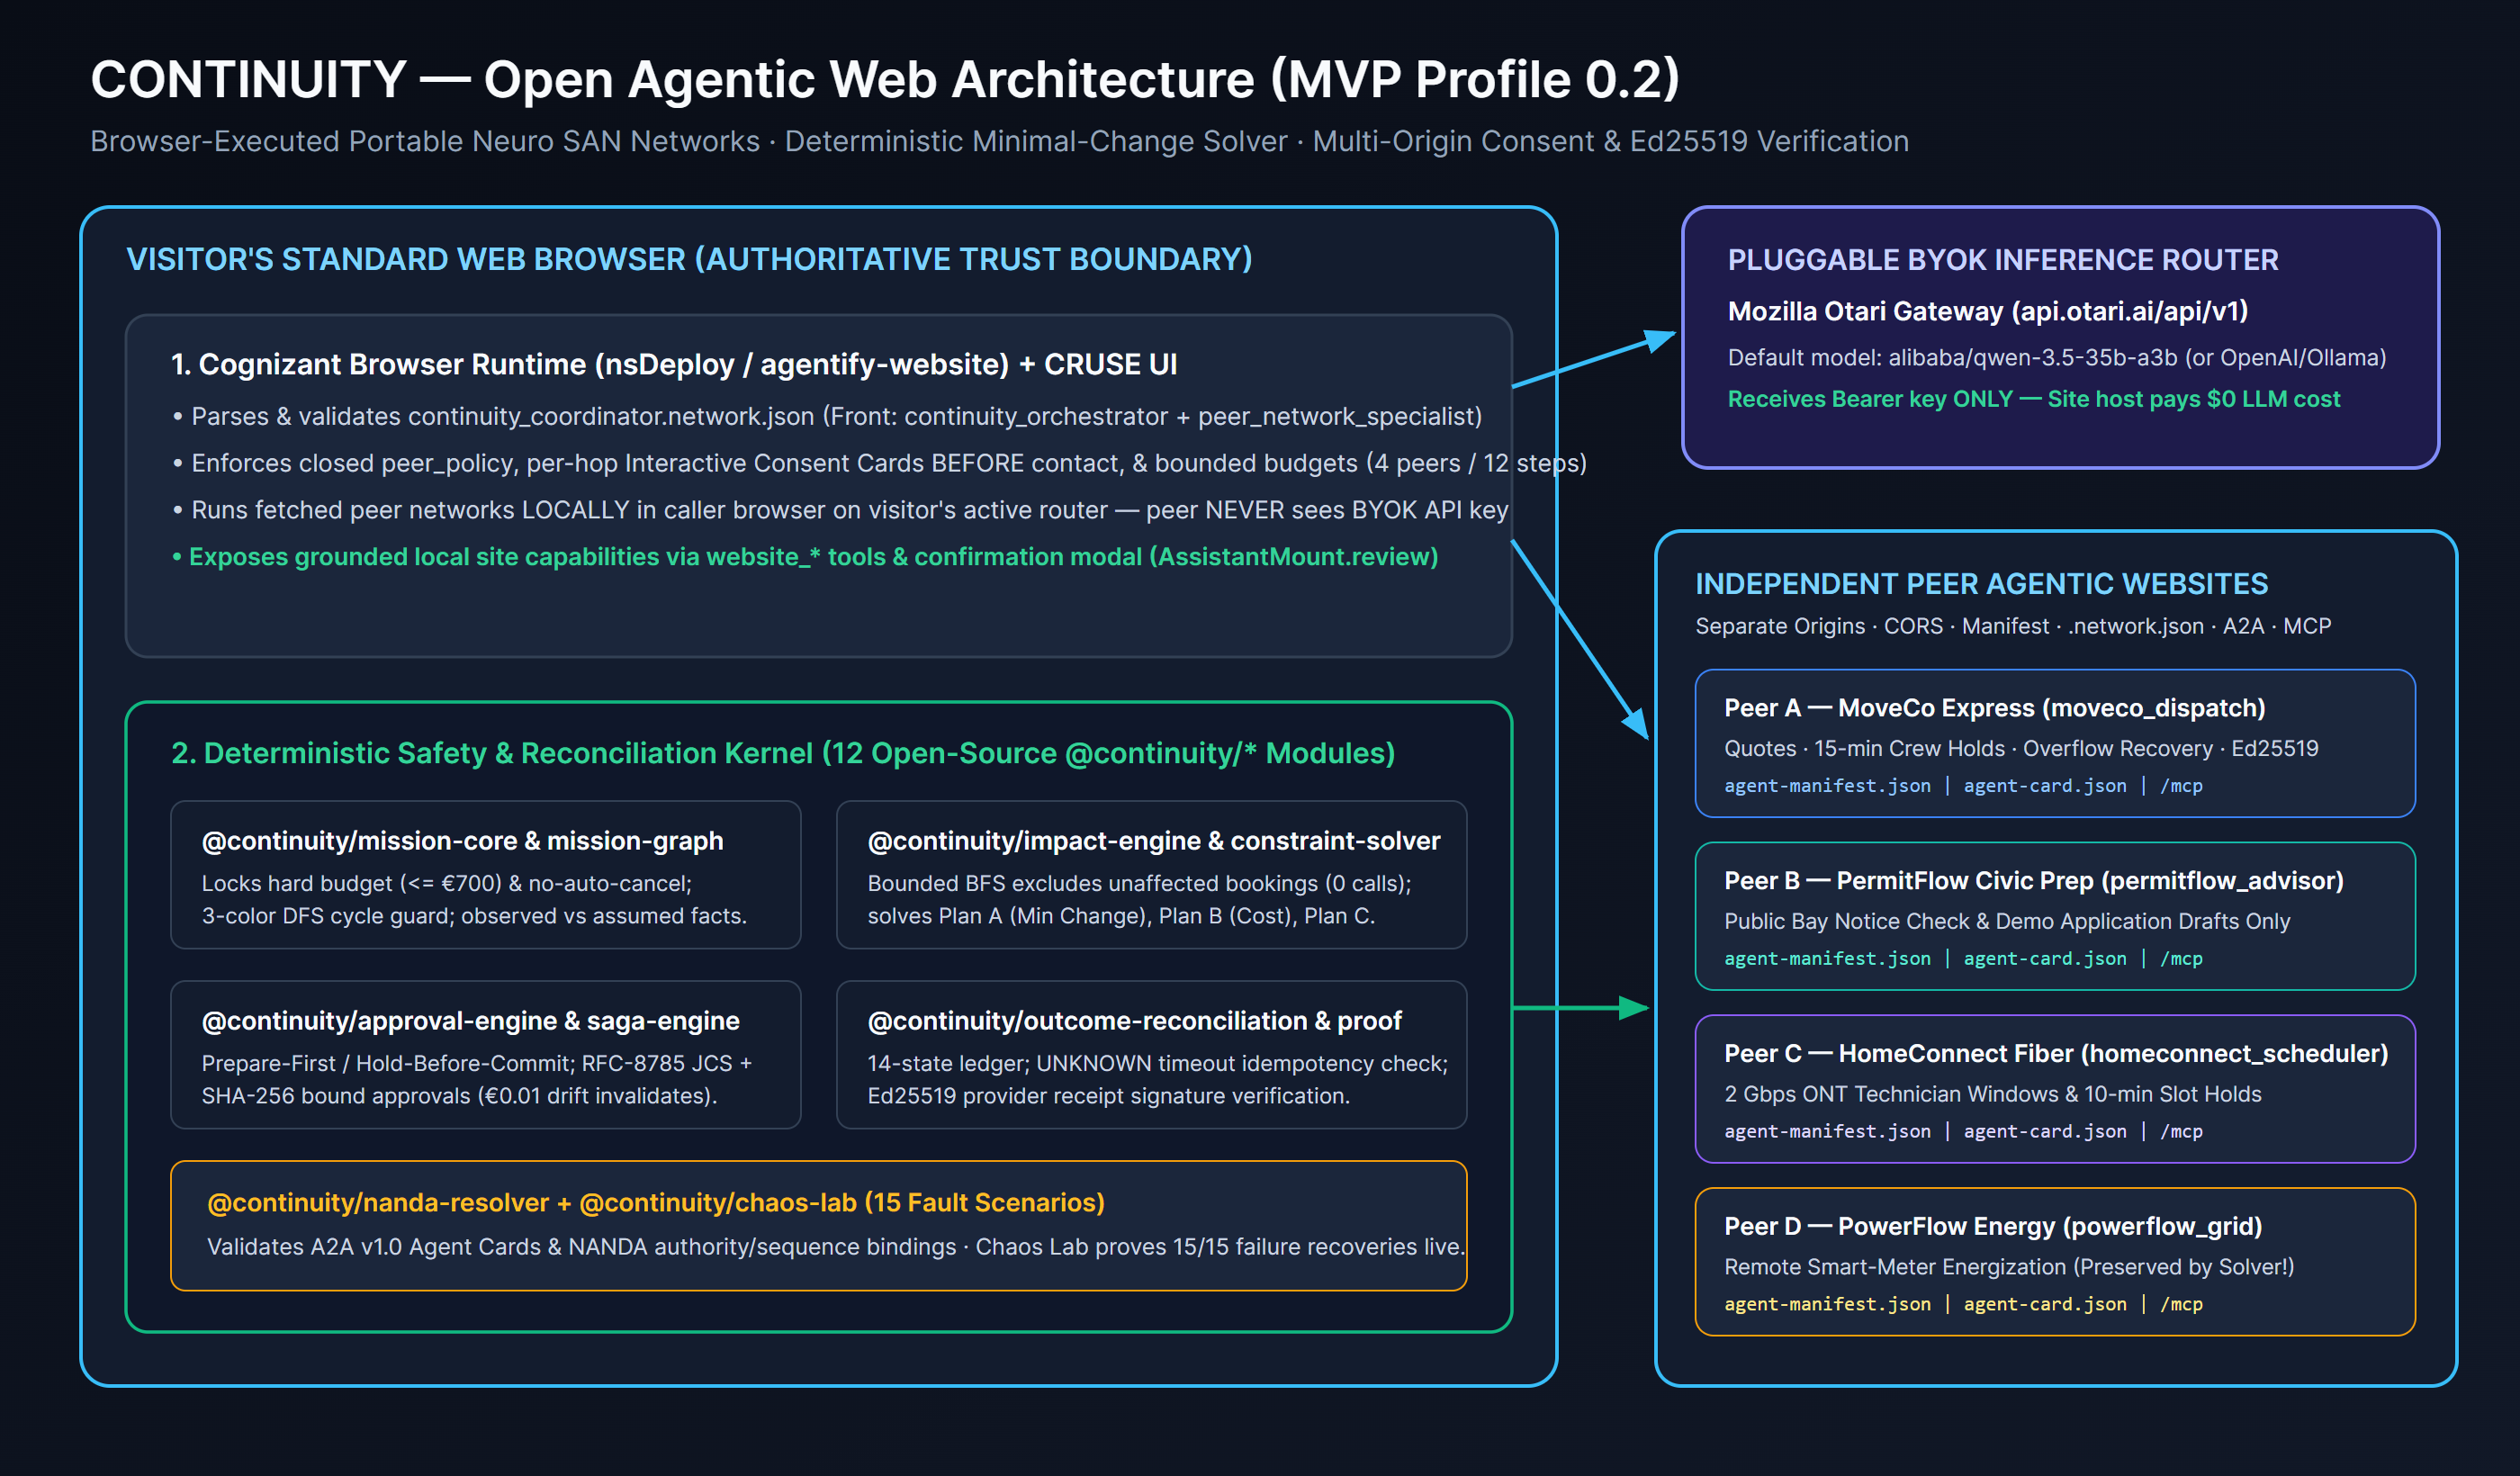 CONTINUITY — Open Agentic Web Architecture (MVP Profile 0.2)
Browser-Executed Portable Neuro SAN Networks · Deterministic Minimal-Change Solver · Multi-Origin Consent & Ed25519 Verification
VISITOR'S STANDARD WEB BROWSER (AUTHORITATIVE TRUST BOUNDARY)
1. Cognizant Browser Runtime (nsDeploy / agentify-website) + CRUSE UI
• Parses & validates continuity_coordinator.network.json (Front: continuity_orchestrator + peer_network_specialist)
• Enforces closed peer_policy, per-hop Interactive Consent Cards BEFORE contact, & bounded budgets (4 peers / 12 steps)
• Runs fetched peer networks LOCALLY in caller browser on visitor's active router — peer NEVER sees BYOK API key
• Exposes grounded local site capabilities via website_* tools & confirmation modal (AssistantMount.review)
2. Deterministic Safety & Reconciliation Kernel (12 Open-Source @continuity/* Modules)
@continuity/mission-core & mission-graph
Locks hard budget (<= €700) & no-auto-cancel;
3-color DFS cycle guard; observed vs assumed facts.
@continuity/impact-engine & constraint-solver
Bounded BFS excludes unaffected bookings (0 calls);
solves Plan A (Min Change), Plan B (Cost), Plan C.
@continuity/approval-engine & saga-engine
Prepare-First / Hold-Before-Commit; RFC-8785 JCS +
SHA-256 bound approvals (€0.01 drift invalidates).
@continuity/outcome-reconciliation & proof
14-state ledger; UNKNOWN timeout idempotency check;
Ed25519 provider receipt signature verification.
@continuity/nanda-resolver + @continuity/chaos-lab (15 Fault Scenarios)
Validates A2A v1.0 Agent Cards & NANDA authority/sequence bindings · Chaos Lab proves 15/15 failure recoveries live.
PLUGGABLE BYOK INFERENCE ROUTER
Mozilla Otari Gateway (api.otari.ai/api/v1)
Default model: alibaba/qwen-3.5-35b-a3b (or OpenAI/Ollama)
Receives Bearer key ONLY — Site host pays $0 LLM cost
INDEPENDENT PEER AGENTIC WEBSITES
Separate Origins · CORS · Manifest · .network.json · A2A · MCP
Peer A — MoveCo Express (moveco_dispatch)
Quotes · 15-min Crew Holds · Overflow Recovery · Ed25519
agent-manifest.json | agent-card.json | /mcp
Peer B — PermitFlow Civic Prep (permitflow_advisor)
Public Bay Notice Check & Demo Application Drafts Only
agent-manifest.json | agent-card.json | /mcp
Peer C — HomeConnect Fiber (homeconnect_scheduler)
2 Gbps ONT Technician Windows & 10-min Slot Holds
agent-manifest.json | agent-card.json | /mcp
Peer D — PowerFlow Energy (powerflow_grid)
Remote Smart-Meter Energization (Preserved by Solver!)
agent-manifest.json | agent-card.json | /mcp